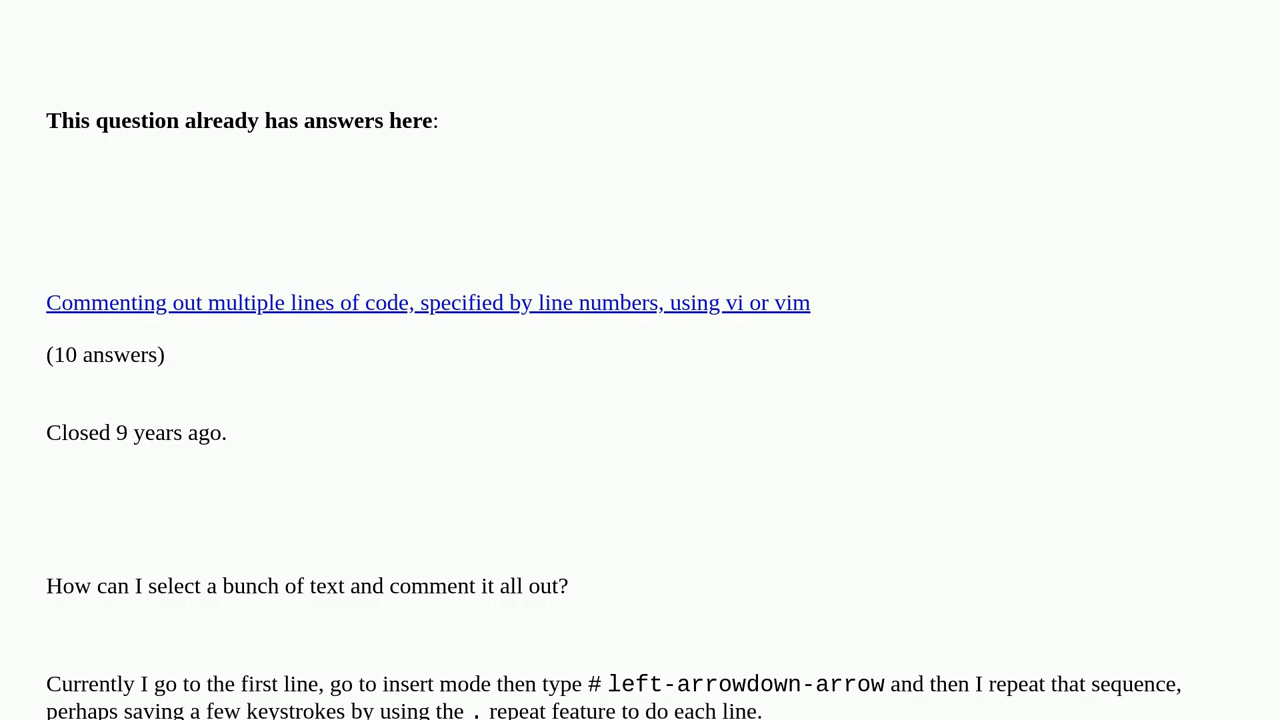 This question already has answers here:
Commenting out multiple lines of code, specified by line numbers, using vi or vim
(10 answers)
Closed 9 years ago.
How can I select a bunch of text and comment it all out?
Currently I go to the first line, go to insert mode then type # left-arrowdown-arrow and then I repeat that sequence,
perhaps saving a few keystrokes by using the . repeat feature to do each line.